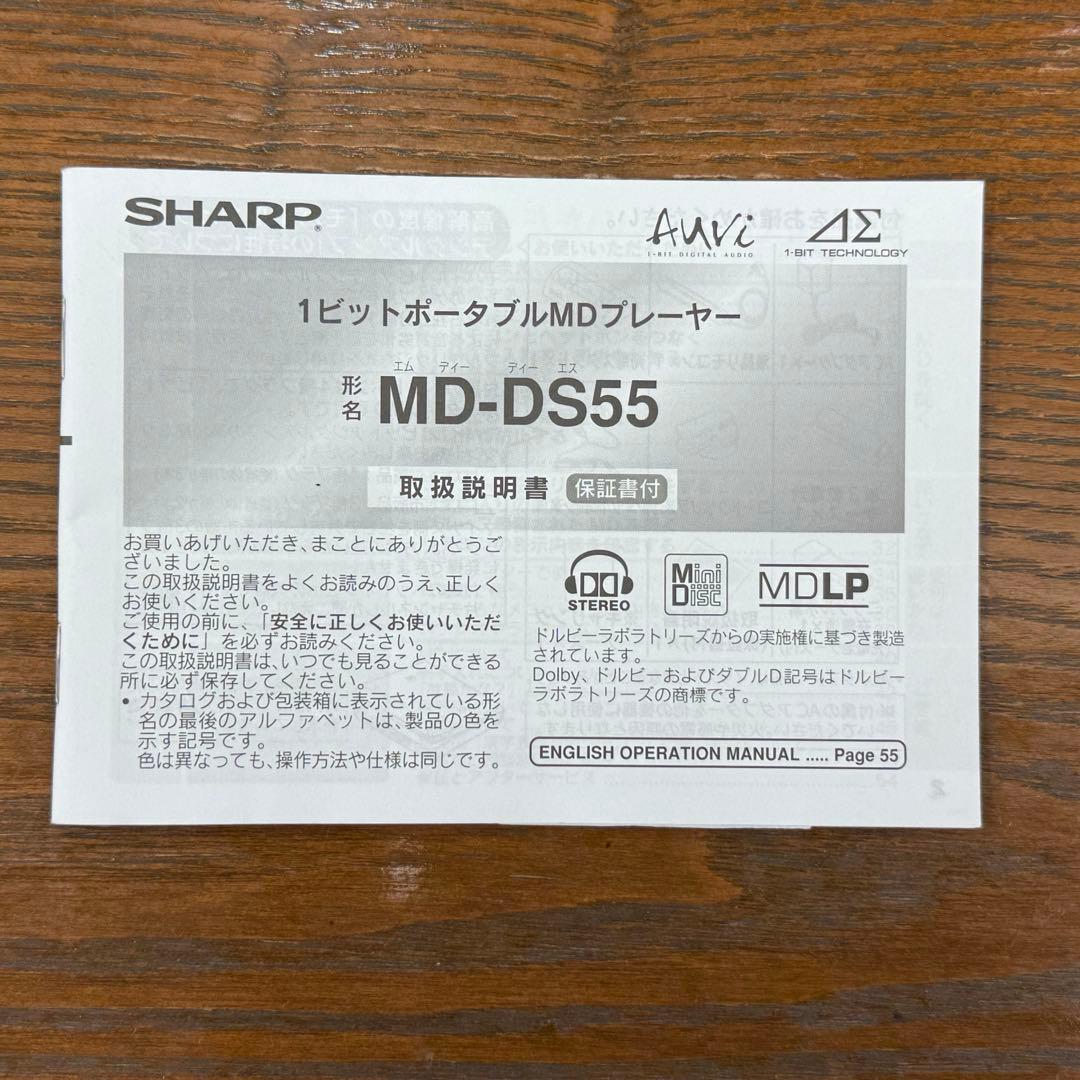 SHARP®
Auvi
1-BIT DIGITAL AUDIO
ΔΣ
1-BIT TECHNOLOGY
1ビットポータブルMDプレーヤー
エム ディー ディー エス
形名 MD-DS55
取扱説明書 保証書付
お買いあげいただき、まことにありがとうご
ざいました。
この取扱説明書をよくお読みのうえ、正しく
お使いください。
ご使用の前に、「安全に正しくお使いいただ
くために」を必ずお読みください。
この取扱説明書は、いつでも見ることができる
所に必ず保存してください。
• カタログおよび包装箱に表示されている形
名の最後のアルファベットは、製品の色を
示す記号です。
色は異なっても、操作方法や仕様は同じです。
STEREO
Mini Disc
MDLP
ドルビーラボラトリーズからの実施権に基づき製造
されています。
Dolby、ドルビーおよびダブルD記号はドルビー
ラボラトリーズの商標です。
ENGLISH OPERATION MANUAL ..... Page 55